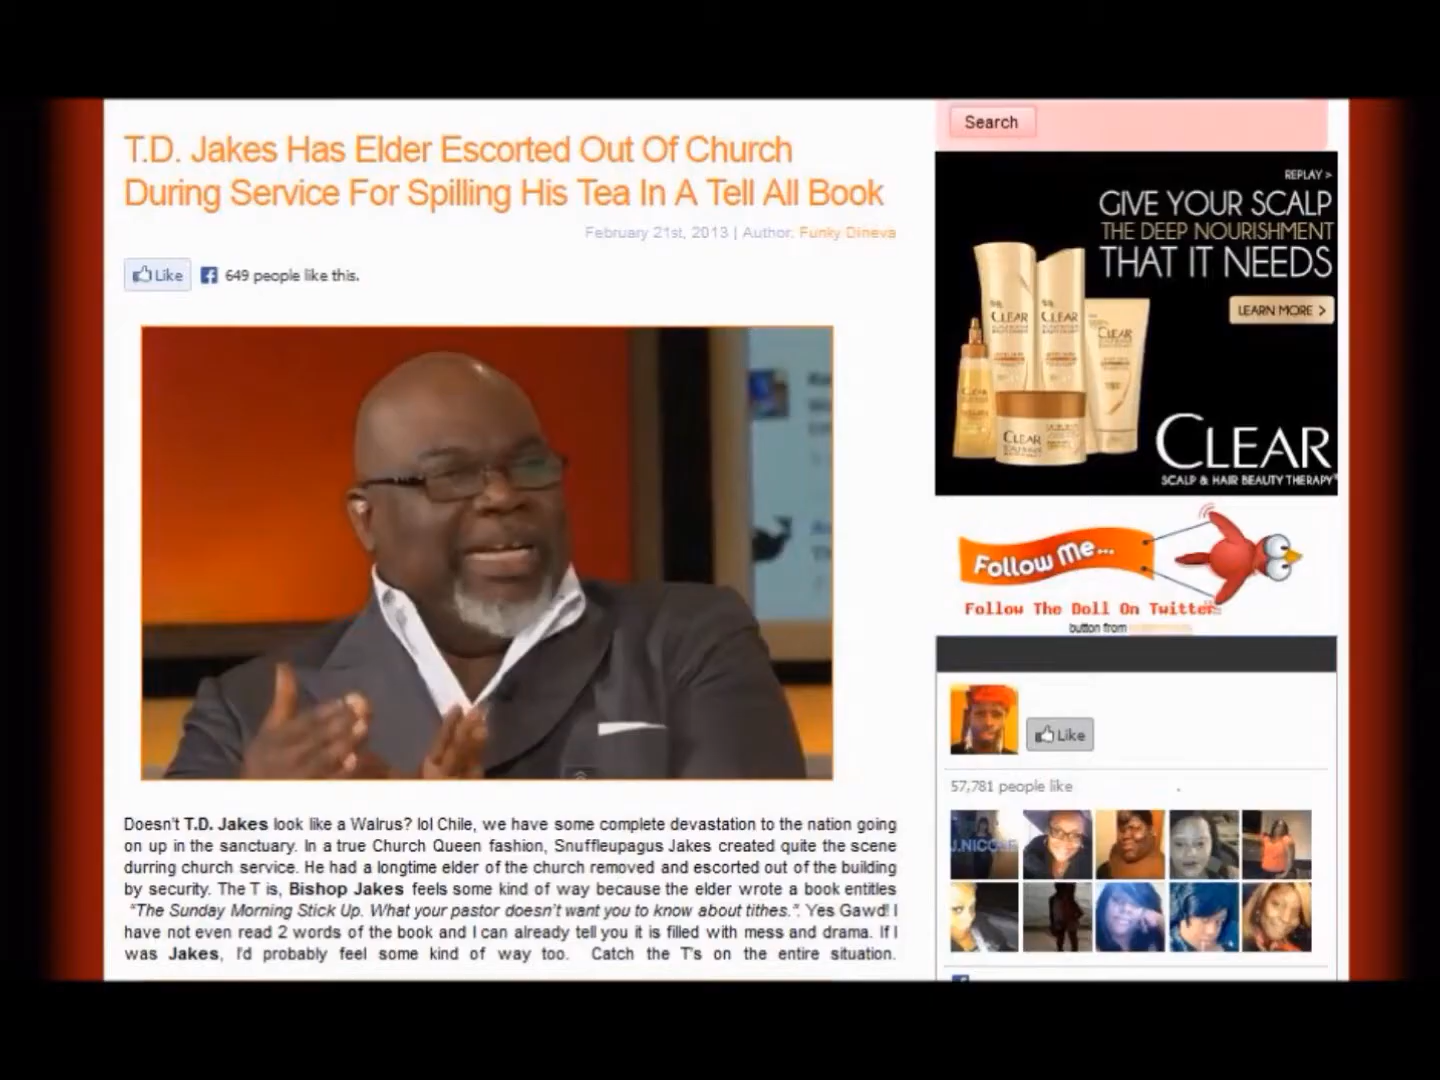 T.D. Jakes Has Elder Escorted Out Of Church
During Service For Spilling His Tea In A Tell All Book
February 21st, 2013 | Author: Funky Dineva
Like
649 people like this.
Doesn't T.D. Jakes look like a Walrus? lol Chile, we have some complete devastation to the nation going
on up in the sanctuary. In a true Church Queen fashion, Snuffleupagus Jakes created quite the scene
durring church service. He had a longtime elder of the church removed and escorted out of the building
by security. The T is, Bishop Jakes feels some kind of way because the elder wrote a book entitles
"The Sunday Morning Stick Up. What your pastor doesn't want you to know about tithes.". Yes Gawd! I
have not even read 2 words of the book and I can already tell you it is filled with mess and drama. If I
was Jakes, I'd probably feel some kind of way too. Catch the T's on the entire situation.
Search
REPLAY >
GIVE YOUR SCALP
THE DEEP NOURISHMENT
THAT IT NEEDS
LEARN MORE >
CLEAR
CLEAR
CLEAR
CLEAR
CLEAR
SCALP & HAIR BEAUTY THERAPY
Follow Me...
Follow The Doll On Twitter
button from
Like
57,781 people like
J.NICOLE